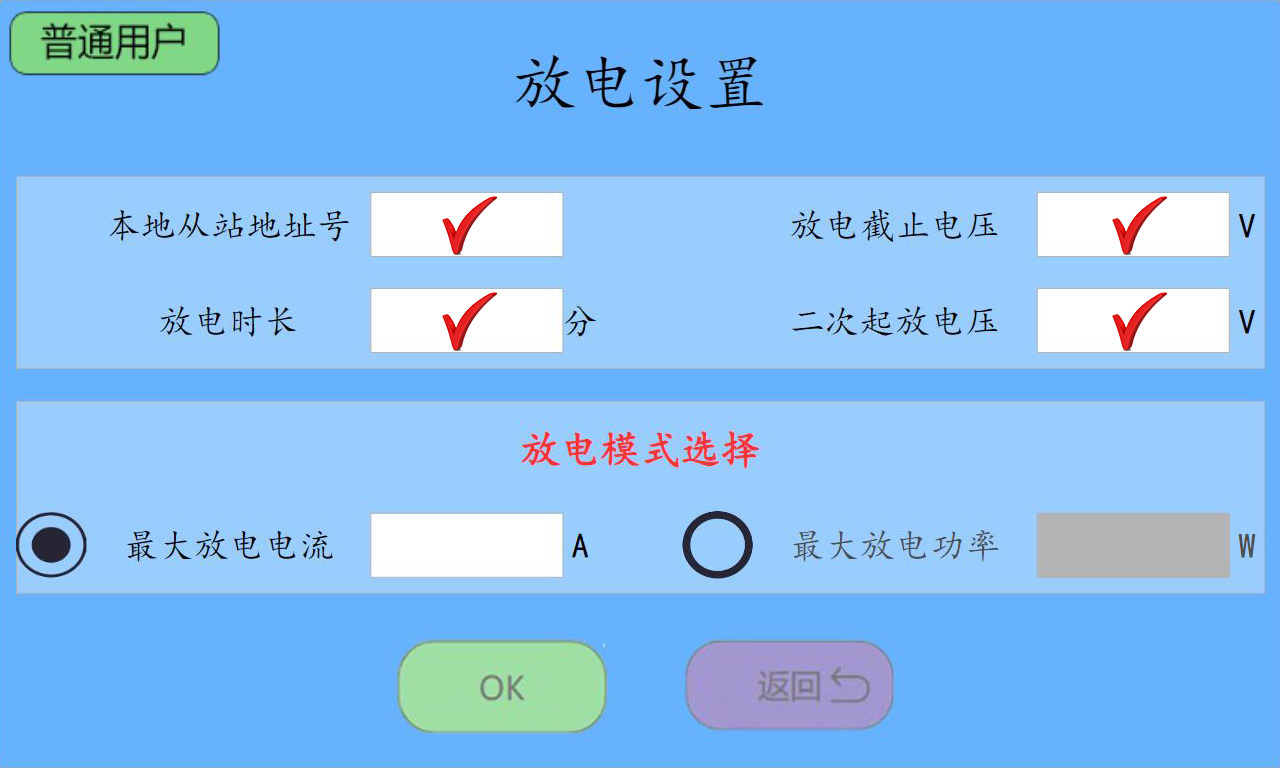 普通用户
放电设置
本地从站地址号
放电截止电压 V
放电时长 分
二次起放电压 V
放电模式选择
最大放电电流 A
最大放电功率 W
OK
返回